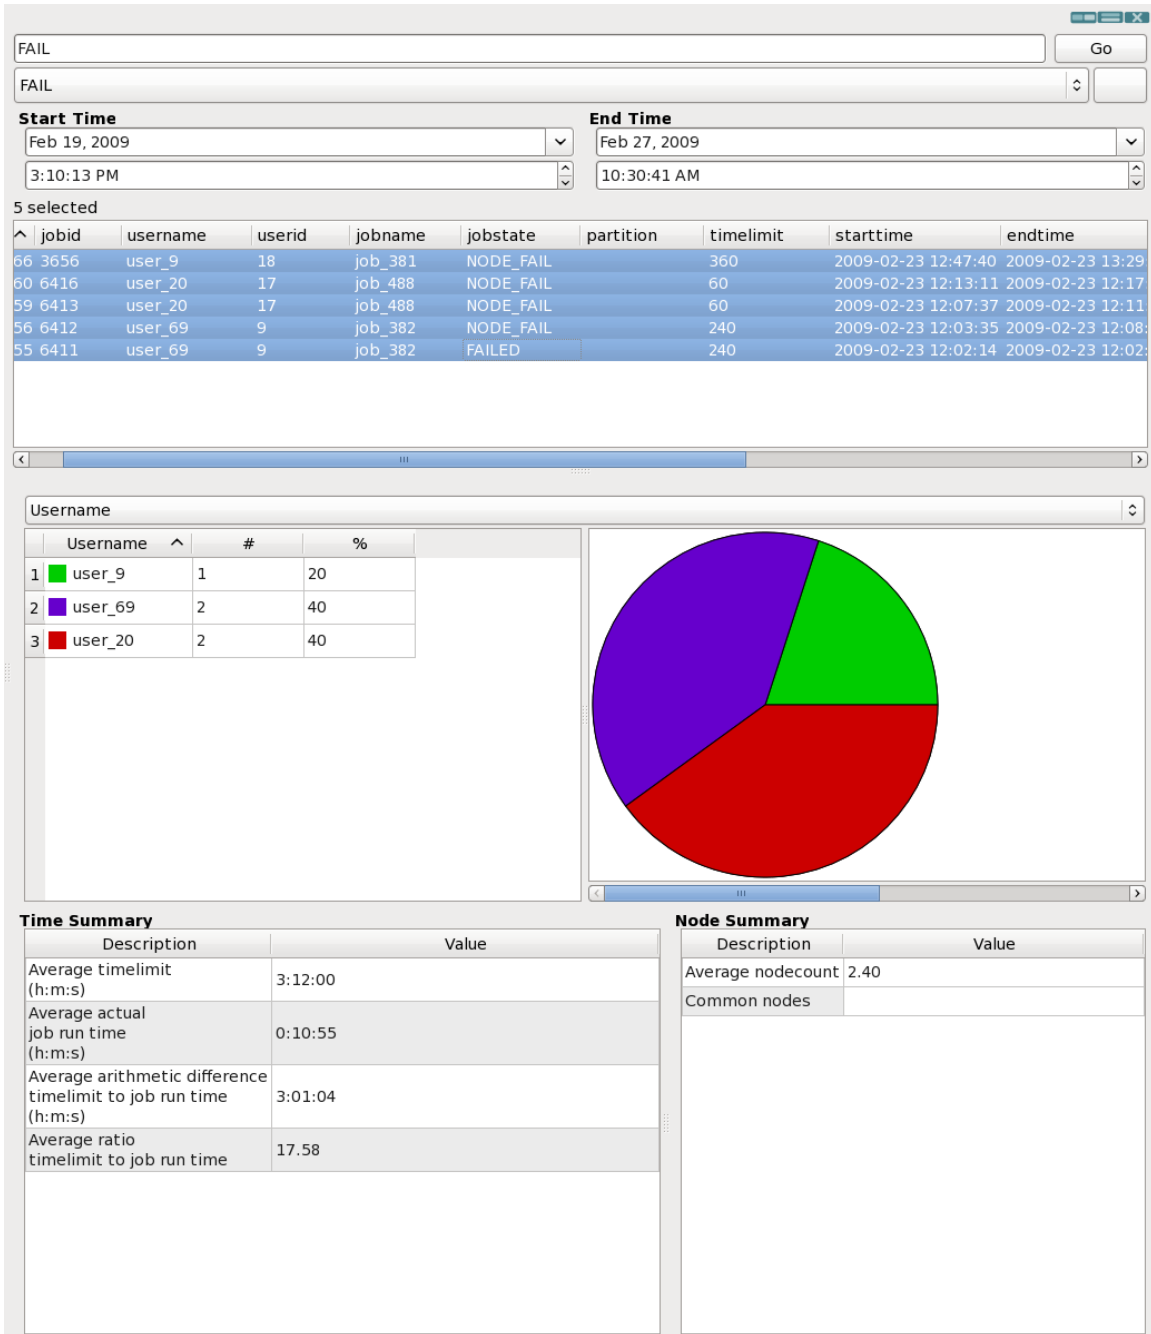 FAIL
Go
FAIL
Start Time End Time
Feb 19, 2009 Feb 27, 2009
3:10:13 PM 10:30:41 AM
5 selected
jobid username userid jobname jobstate partition timelimit starttime endtime
66 3656 user_9 18 job_381 NODE_FAIL 360 2009-02-23 12:47:40 2009-02-23 13:29
60 6416 user_20 17 job_488 NODE_FAIL 60 2009-02-23 12:13:11 2009-02-23 12:17
59 6413 user_20 17 job_488 NODE_FAIL 60 2009-02-23 12:07:37 2009-02-23 12:11
56 6412 user_69 9 job_382 NODE_FAIL 240 2009-02-23 12:03:35 2009-02-23 12:08:
55 6411 user_69 9 job_382 FAILED 240 2009-02-23 12:02:14 2009-02-23 12:02:
Username
Username # %
1 user_9 1 20
2 user_69 2 40
3 user_20 2 40
Time Summary
Description Value
Average timelimit
(h:m:s)
3:12:00
Average actual
job run time
(h:m:s)
0:10:55
Average arithmetic difference
timelimit to job run time
(h:m:s)
3:01:04
Average ratio
timelimit to job run time
17.58
Node Summary
Description Value
Average nodecount 2.40
Common nodes